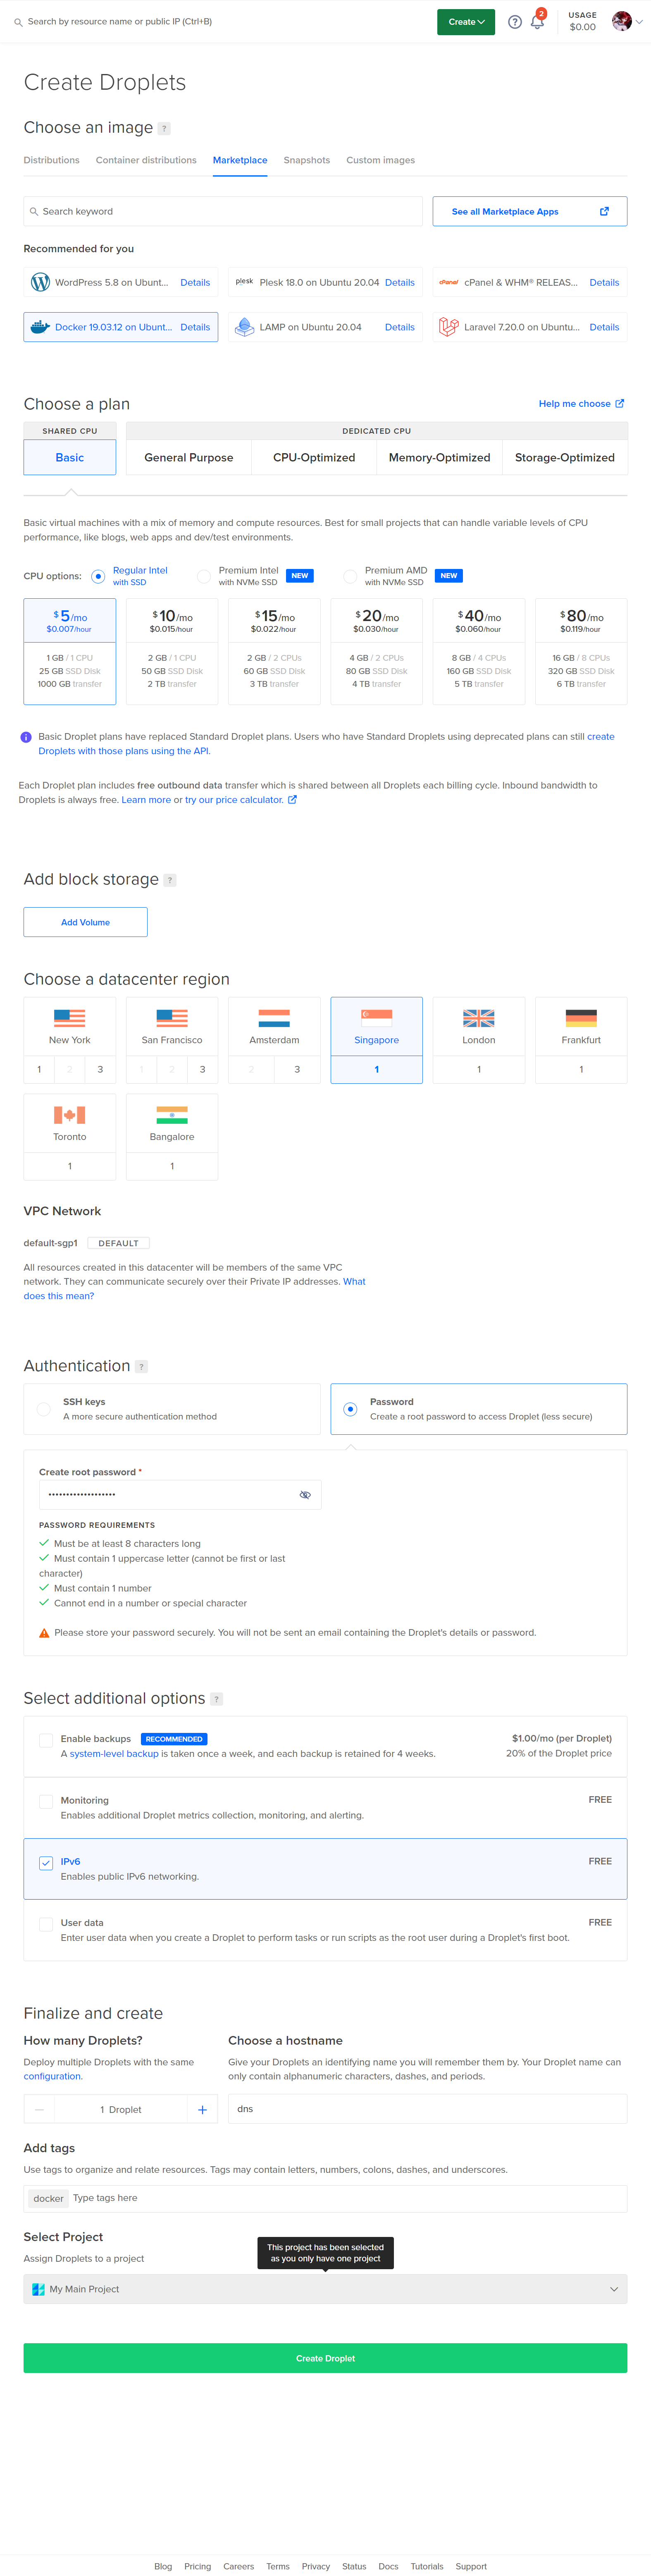 Search by resource name or public IP (Ctrl+B)
Create
?
2
USAGE
$0.00
Create Droplets
Choose an image ?
Distributions Container distributions Marketplace Snapshots Custom images
Search keyword
See all Marketplace Apps
Recommended for you
WordPress 5.8 on Ubunt... Details
plesk Plesk 18.0 on Ubuntu 20.04 Details
cPanel cPanel & WHM® RELEAS... Details
Docker 19.03.12 on Ubunt... Details
LAMP on Ubuntu 20.04 Details
Laravel 7.20.0 on Ubuntu... Details
Choose a plan
Help me choose
SHARED CPU
DEDICATED CPU
Basic
General Purpose
CPU-Optimized
Memory-Optimized
Storage-Optimized
Basic virtual machines with a mix of memory and compute resources. Best for small projects that can handle variable levels of CPU
performance, like blogs, web apps and dev/test environments.
CPU options:
Regular Intel
with SSD
Premium Intel
with NVMe SSD
NEW
Premium AMD
with NVMe SSD
NEW
$5/mo
$0.007/hour
1 GB / 1 CPU
25 GB SSD Disk
1000 GB transfer
$10/mo
$0.015/hour
2 GB / 1 CPU
50 GB SSD Disk
2 TB transfer
$15/mo
$0.022/hour
2 GB / 2 CPUs
60 GB SSD Disk
3 TB transfer
$20/mo
$0.030/hour
4 GB / 2 CPUs
80 GB SSD Disk
4 TB transfer
$40/mo
$0.060/hour
8 GB / 4 CPUs
160 GB SSD Disk
5 TB transfer
$80/mo
$0.119/hour
16 GB / 8 CPUs
320 GB SSD Disk
6 TB transfer
Basic Droplet plans have replaced Standard Droplet plans. Users who have Standard Droplets using deprecated plans can still create
Droplets with those plans using the API.
Each Droplet plan includes free outbound data transfer which is shared between all Droplets each billing cycle. Inbound bandwidth to
Droplets is always free. Learn more or try our price calculator.
Add block storage ?
Add Volume
Choose a datacenter region
New York
1 2 3
San Francisco
1 2 3
Amsterdam
2 3
Singapore
1
London
1
Frankfurt
1
Toronto
1
Bangalore
1
VPC Network
default-sgp1 DEFAULT
All resources created in this datacenter will be members of the same VPC
network. They can communicate securely over their Private IP addresses. What
does this mean?
Authentication ?
SSH keys
A more secure authentication method
Password
Create a root password to access Droplet (less secure)
Create root password *
•••••••••••••••••••
PASSWORD REQUIREMENTS
Must be at least 8 characters long
Must contain 1 uppercase letter (cannot be first or last
character)
Must contain 1 number
Cannot end in a number or special character
Please store your password securely. You will not be sent an email containing the Droplet's details or password.
Select additional options ?
Enable backups RECOMMENDED
A system-level backup is taken once a week, and each backup is retained for 4 weeks.
$1.00/mo (per Droplet)
20% of the Droplet price
Monitoring
Enables additional Droplet metrics collection, monitoring, and alerting.
FREE
IPv6
Enables public IPv6 networking.
FREE
User data
Enter user data when you create a Droplet to perform tasks or run scripts as the root user during a Droplet's first boot.
FREE
Finalize and create
How many Droplets?
Deploy multiple Droplets with the same
configuration.
1 Droplet
Choose a hostname
Give your Droplets an identifying name you will remember them by. Your Droplet name can
only contain alphanumeric characters, dashes, and periods.
dns
Add tags
Use tags to organize and relate resources. Tags may contain letters, numbers, colons, dashes, and underscores.
docker Type tags here
Select Project
Assign Droplets to a project
This project has been selected
as you only have one project
My Main Project
Create Droplet
Blog Pricing Careers Terms Privacy Status Docs Tutorials Support